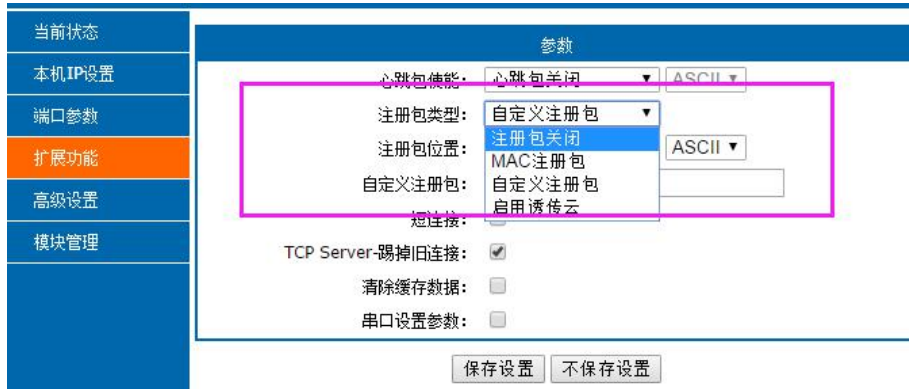 当前状态
本机IP设置
端口参数
扩展功能
高级设置
模块管理
参数
心跳包使能： 心跳包关闭 ASCII
注册包类型： 自定义注册包
注册包关闭
注册包位置： ASCII
MAC注册包
自定义注册包： 自定义注册包
启用透传云
短连接：
TCP Server-踢掉旧连接：
清除缓存数据：
串口设置参数：
保存设置 不保存设置